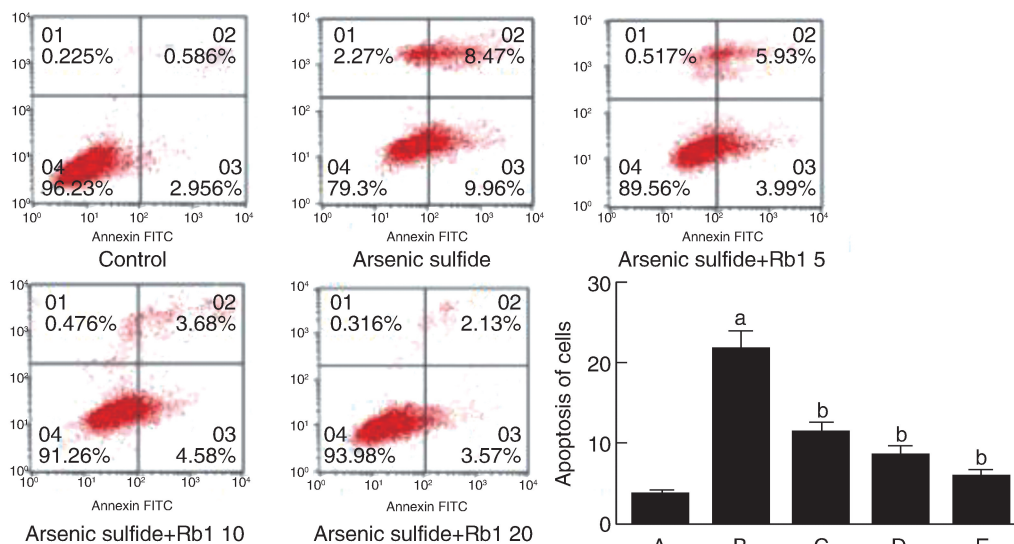 10⁴
10³
10²
10¹
10⁰
01 02
0.225% 0.586%
04 03
96.23% 2.956%
10⁰ 10¹ 10² 10³ 10⁴
Annexin FITC
Control
10⁴
10³
10²
10¹
10⁰
01 02
2.27% 8.47%
04 03
79.3% 9.96%
10⁰ 10¹ 10² 10³ 10⁴
Annexin FITC
Arsenic sulfide
10⁴
10³
10²
10¹
10⁰
01 02
0.517% 5.93%
04 03
89.56% 3.99%
10⁰ 10¹ 10² 10³ 10⁴
Annexin FITC
Arsenic sulfide+Rb1 5
10⁴
10³
10²
10¹
10⁰
01 02
0.476% 3.68%
04 03
91.26% 4.58%
10⁰ 10¹ 10² 10³ 10⁴
Annexin FITC
Arsenic sulfide+Rb1 10
10⁴
10³
10²
10¹
10⁰
01 02
0.316% 2.13%
04 03
93.98% 3.57%
10⁰ 10¹ 10² 10³ 10⁴
Annexin FITC
Arsenic sulfide+Rb1 20
Apoptosis of cells
30
20
10
0
a
b
b
b
A B C D E